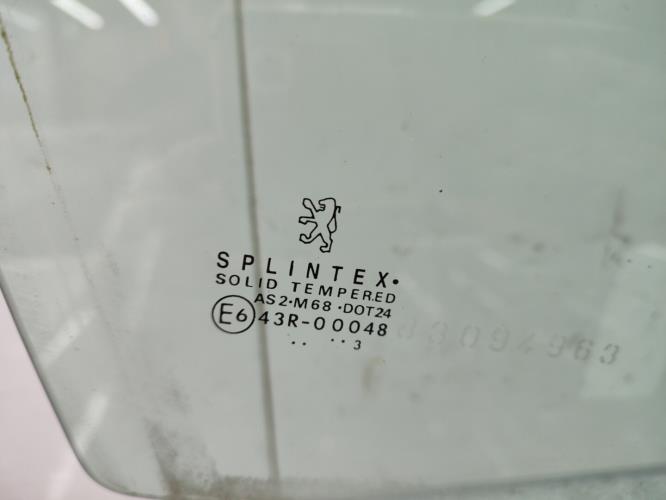 SPLINTEX·
SOLID TEMPERED
AS2·M68·DOT24
E6 43R-00048
·· ··3
83094963